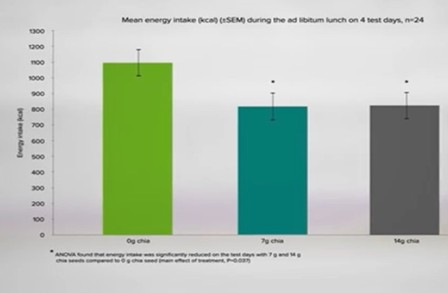 Mean energy intake (kcal) (±SEM) during the ad libitum lunch on 4 test days, n=24
1300
1200
1100
1000
900
800
700
600
500
400
300
200
100
0
Energy intake (kcal)
*
*
0g chia
7g chia
14g chia
* ANOVA found that energy intake was significantly reduced on the test days with 7 g and 14 g
chia seeds compared to 0 g chia seed (main effect of treatment, P=0.037)